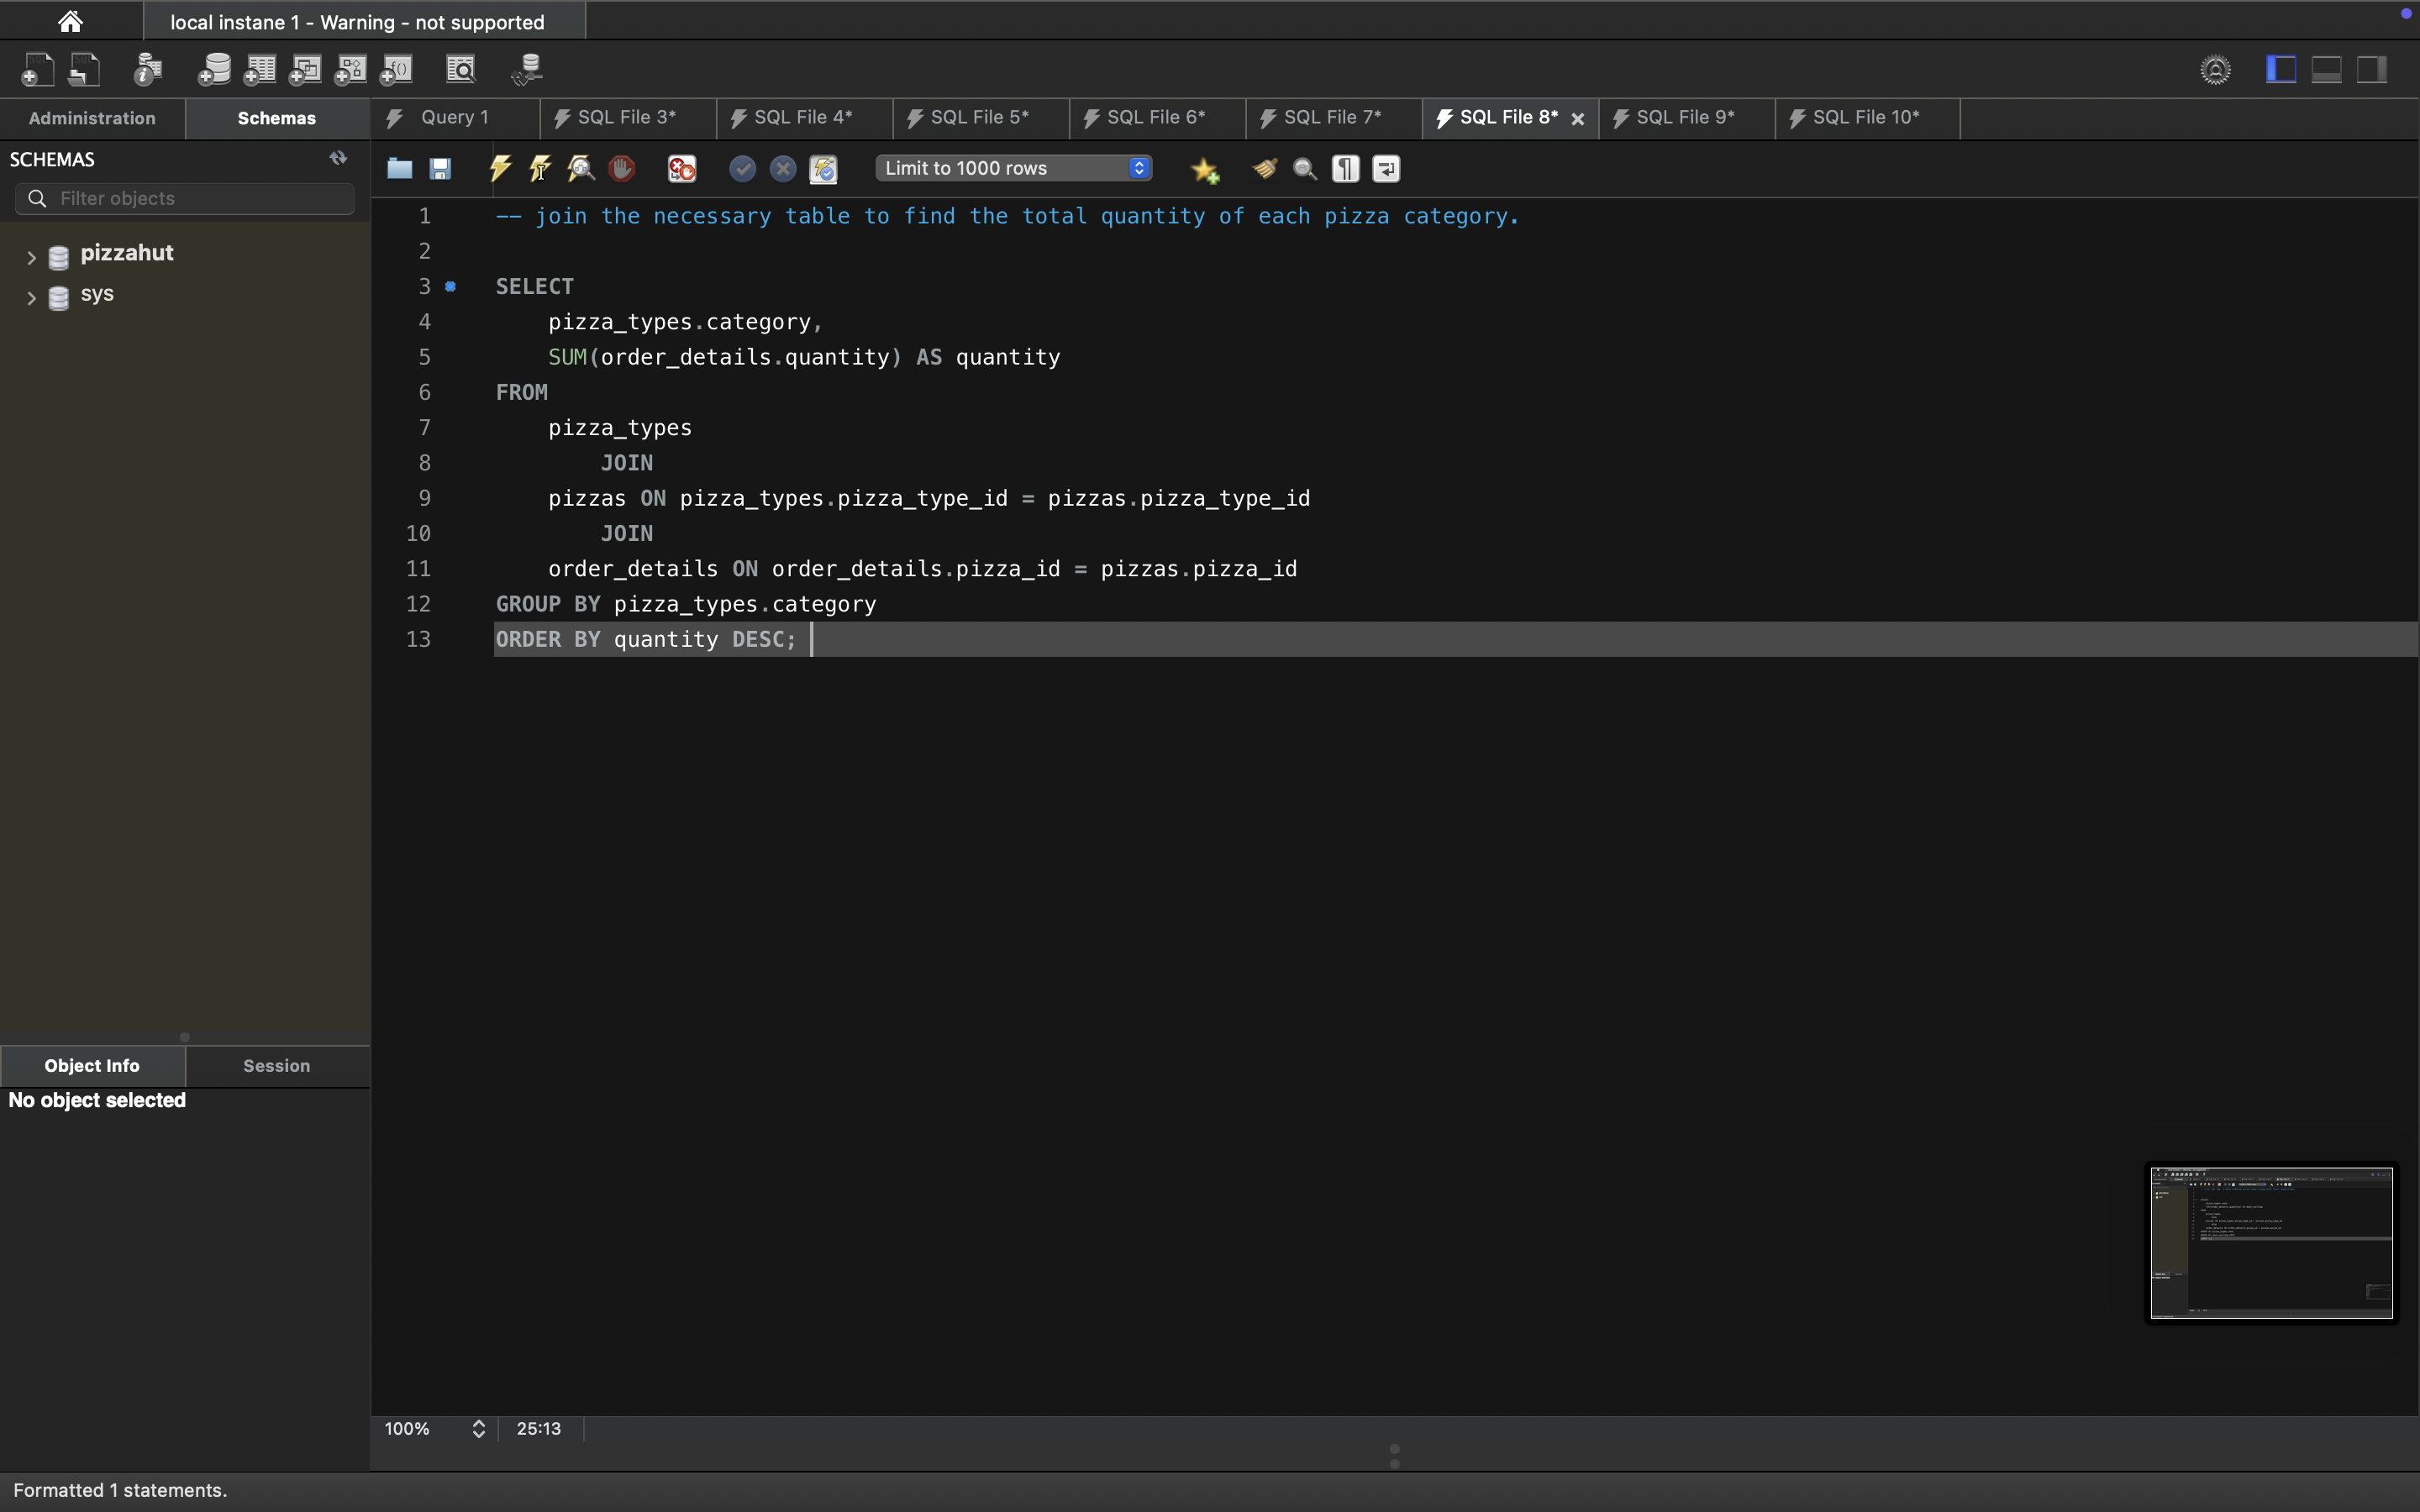 local instane 1 - Warning - not supported
Administration
Schemas
Query 1
SQL File 3*
SQL File 4*
SQL File 5*
SQL File 6*
SQL File 7*
SQL File 8*
SQL File 9*
SQL File 10*
SCHEMAS
Filter objects
pizzahut
sys
Limit to 1000 rows
1 -- join the necessary table to find the total quantity of each pizza category.
2
3 SELECT
4 pizza_types.category,
5 SUM(order_details.quantity) AS quantity
6 FROM
7 pizza_types
8 JOIN
9 pizzas ON pizza_types.pizza_type_id = pizzas.pizza_type_id
10 JOIN
11 order_details ON order_details.pizza_id = pizzas.pizza_id
12 GROUP BY pizza_types.category
13 ORDER BY quantity DESC;
Object Info
Session
No object selected
100%
25:13
Formatted 1 statements.